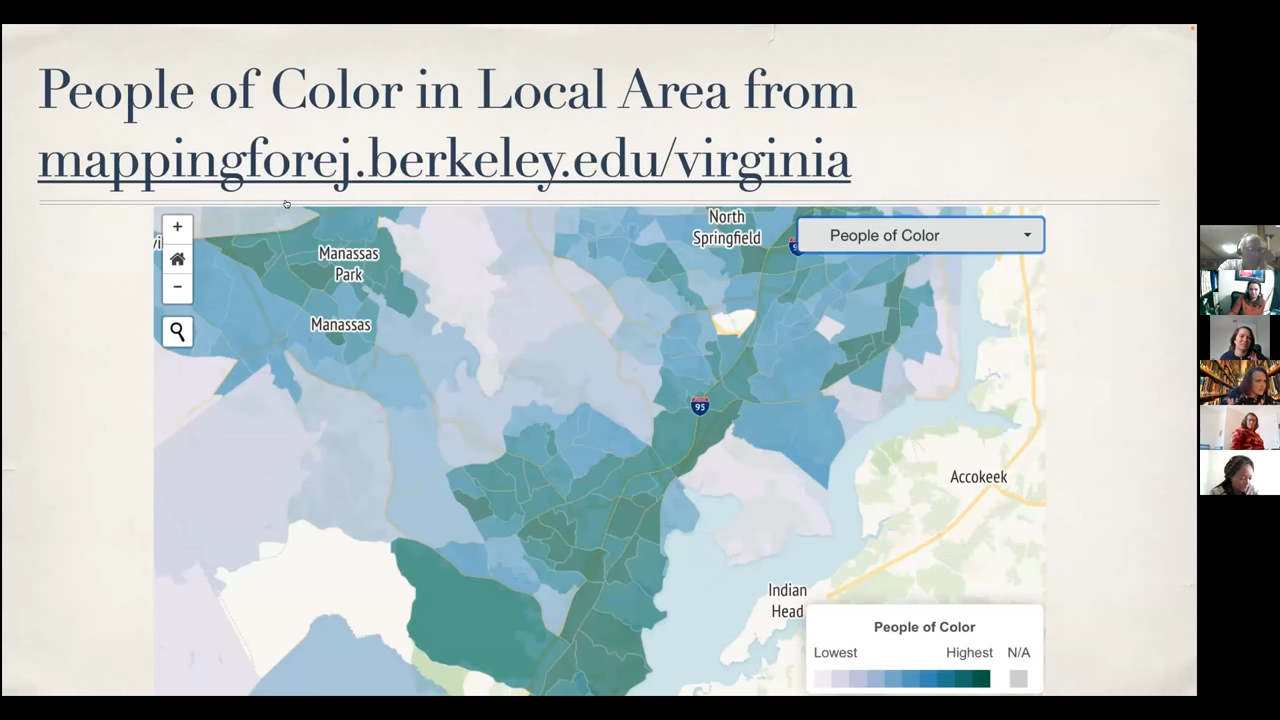 People of Color in Local Area from
mappingforej.berkeley.edu/virginia
North
Springfield
People of Color
Manassas
Park
Manassas
95
Accokeek
Indian
Head
People of Color
Lowest
Highest
N/A